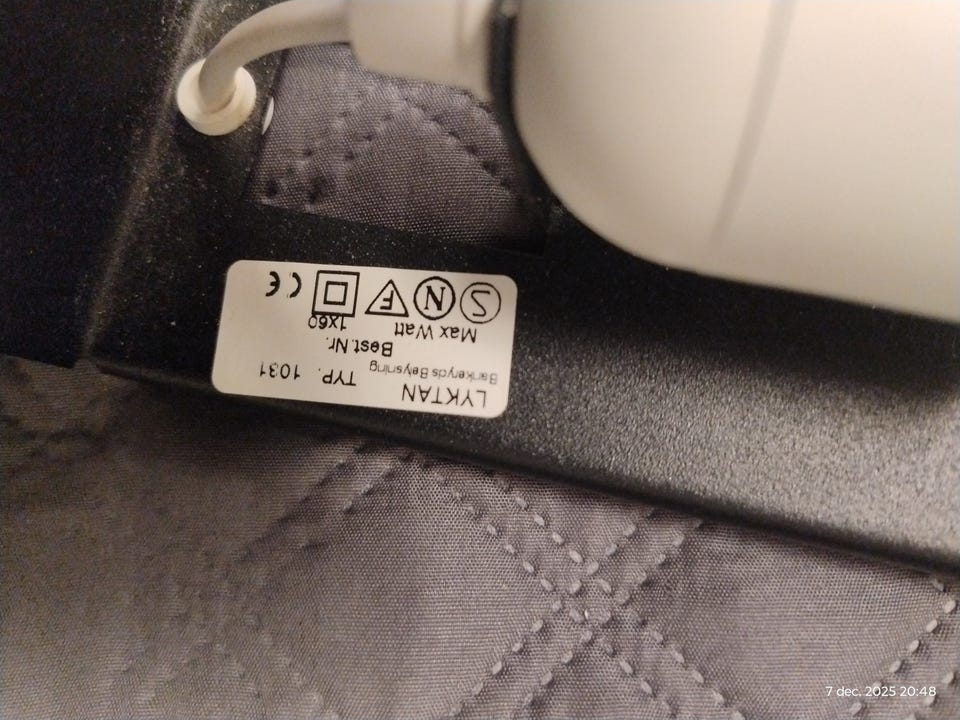 LYKTAN
Bankeryds Belysning TYP. 1031
Best.Nr.
Max Watt 1x60
S N F CE
7 dec. 2025 20:48